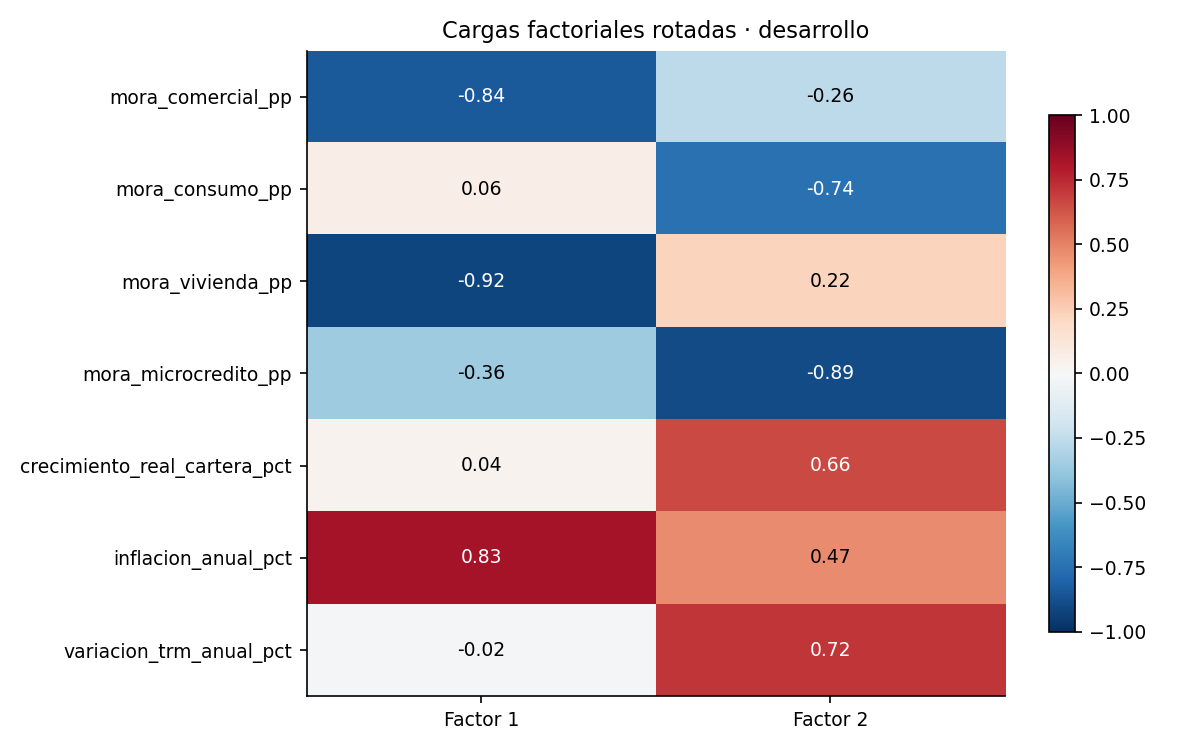 Cargas factoriales rotadas · desarrollo
mora_comercial_pp -0.84 -0.26
mora_consumo_pp 0.06 -0.74
mora_vivienda_pp -0.92 0.22
mora_microcredito_pp -0.36 -0.89
crecimiento_real_cartera_pct 0.04 0.66
inflacion_anual_pct 0.83 0.47
variacion_trm_anual_pct -0.02 0.72
Factor 1 Factor 2
1.00
0.75
0.50
0.25
0.00
−0.25
−0.50
−0.75
−1.00